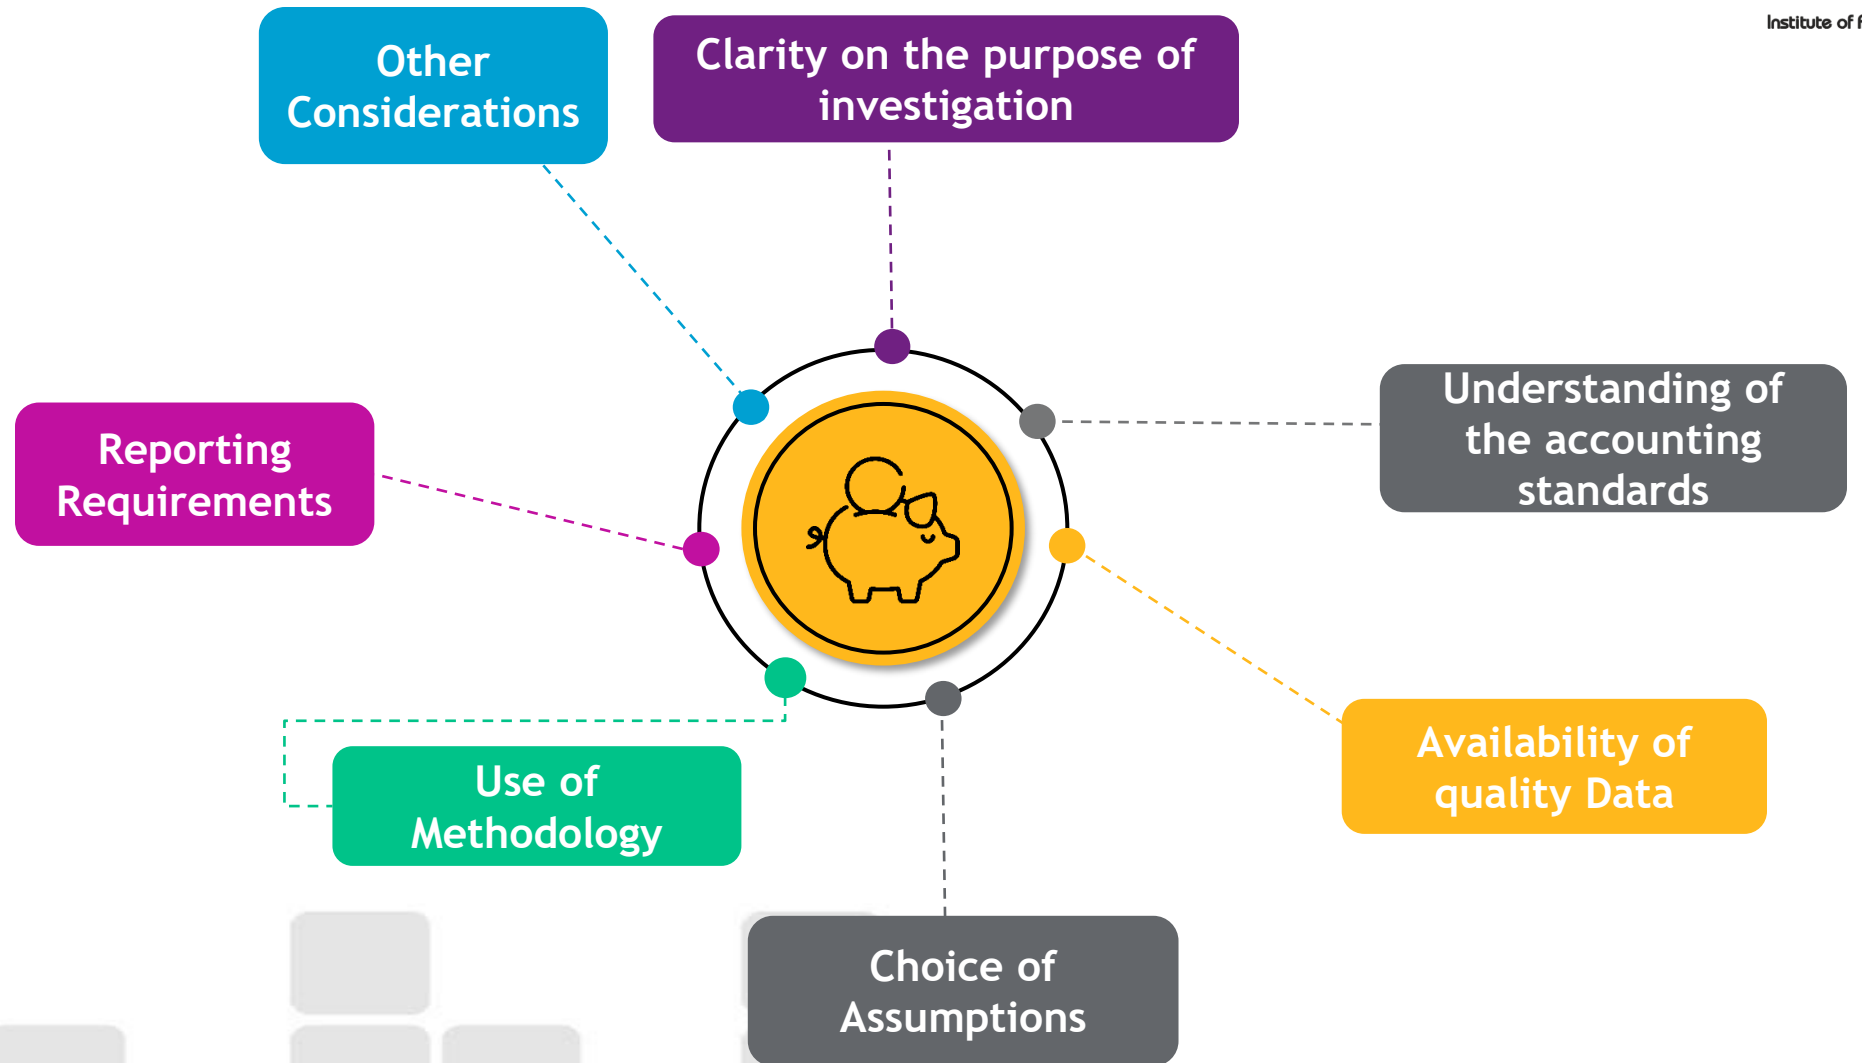 Institute of
Other
Considerations
Clarity on the purpose of
investigation
Understanding of
the accounting
standards
Reporting
Requirements
Availability of
quality Data
Use of
Methodology
Choice of
Assumptions